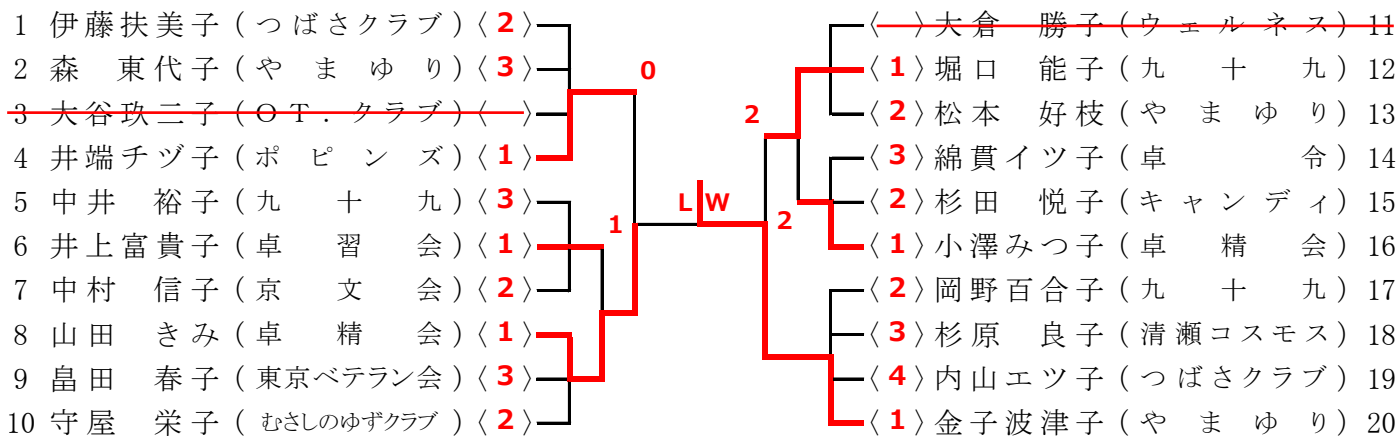 1 伊藤扶美子 (つばさクラブ) 〈2〉
2 森 東代子 (やまゆり) 〈3〉
3 大谷玖二子 (OT.クラブ) 〈 〉
4 井端チヅ子 (ポピンズ) 〈1〉
5 中井 裕子 (九十九) 〈3〉
6 井上富貴子 (卓習会) 〈1〉
7 中村 信子 (京文会) 〈2〉
8 山田 きみ (卓精会) 〈1〉
9 畠田 春子 (東京ベテラン会) 〈3〉
10 守屋 栄子 (むさしのゆずクラブ) 〈2〉
0
1
L W
2
2
〈 〉大倉 勝子 (ウェルネス) 11
〈1〉堀口 能子 (九十九) 12
〈2〉松本 好枝 (やまゆり) 13
〈3〉綿貫イツ子 (卓令) 14
〈2〉杉田 悦子 (キャンディ) 15
〈1〉小澤みつ子 (卓精会) 16
〈2〉岡野百合子 (九十九) 17
〈3〉杉原 良子 (清瀬コスモス) 18
〈4〉内山エツ子 (つばさクラブ) 19
〈1〉金子波津子 (やまゆり) 20